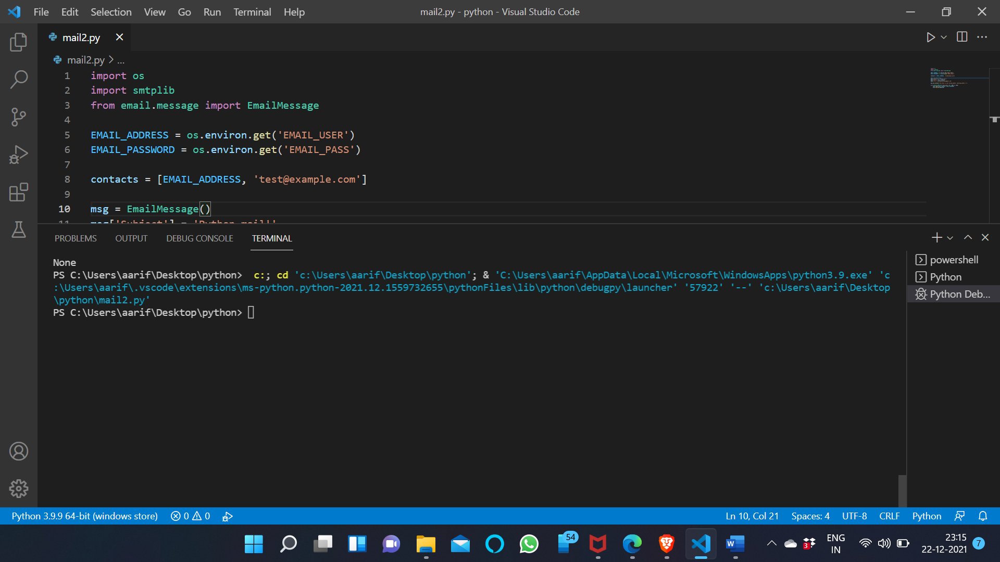 File Edit Selection View Go Run Terminal Help
mail2.py - python - Visual Studio Code
mail2.py
mail2.py > ...
1 import os
2 import smtplib
3 from email.message import EmailMessage
4
5 EMAIL_ADDRESS = os.environ.get('EMAIL_USER')
6 EMAIL_PASSWORD = os.environ.get('EMAIL_PASS')
7
8 contacts = [EMAIL_ADDRESS, 'test@example.com']
9
10 msg = EmailMessage()
11 msg['Subject'] = 'Python mail!'
PROBLEMS OUTPUT DEBUG CONSOLE TERMINAL
None
PS C:\Users\aarif\Desktop\python>  c:; cd 'c:\Users\aarif\Desktop\python'; & 'C:\Users\aarif\AppData\Local\Microsoft\WindowsApps\python3.9.exe' 'c
:\Users\aarif\.vscode\extensions\ms-python.python-2021.12.1559732655\pythonFiles\lib\python\debugpy\launcher' '57922' '--' 'c:\Users\aarif\Desktop
\python\mail2.py'
PS C:\Users\aarif\Desktop\python>
powershell
Python
Python Deb...
Python 3.9.9 64-bit (windows store) 0 0
Ln 10, Col 21 Spaces: 4 UTF-8 CRLF Python
54
3
ENG
IN
23:15
22-12-2021
7